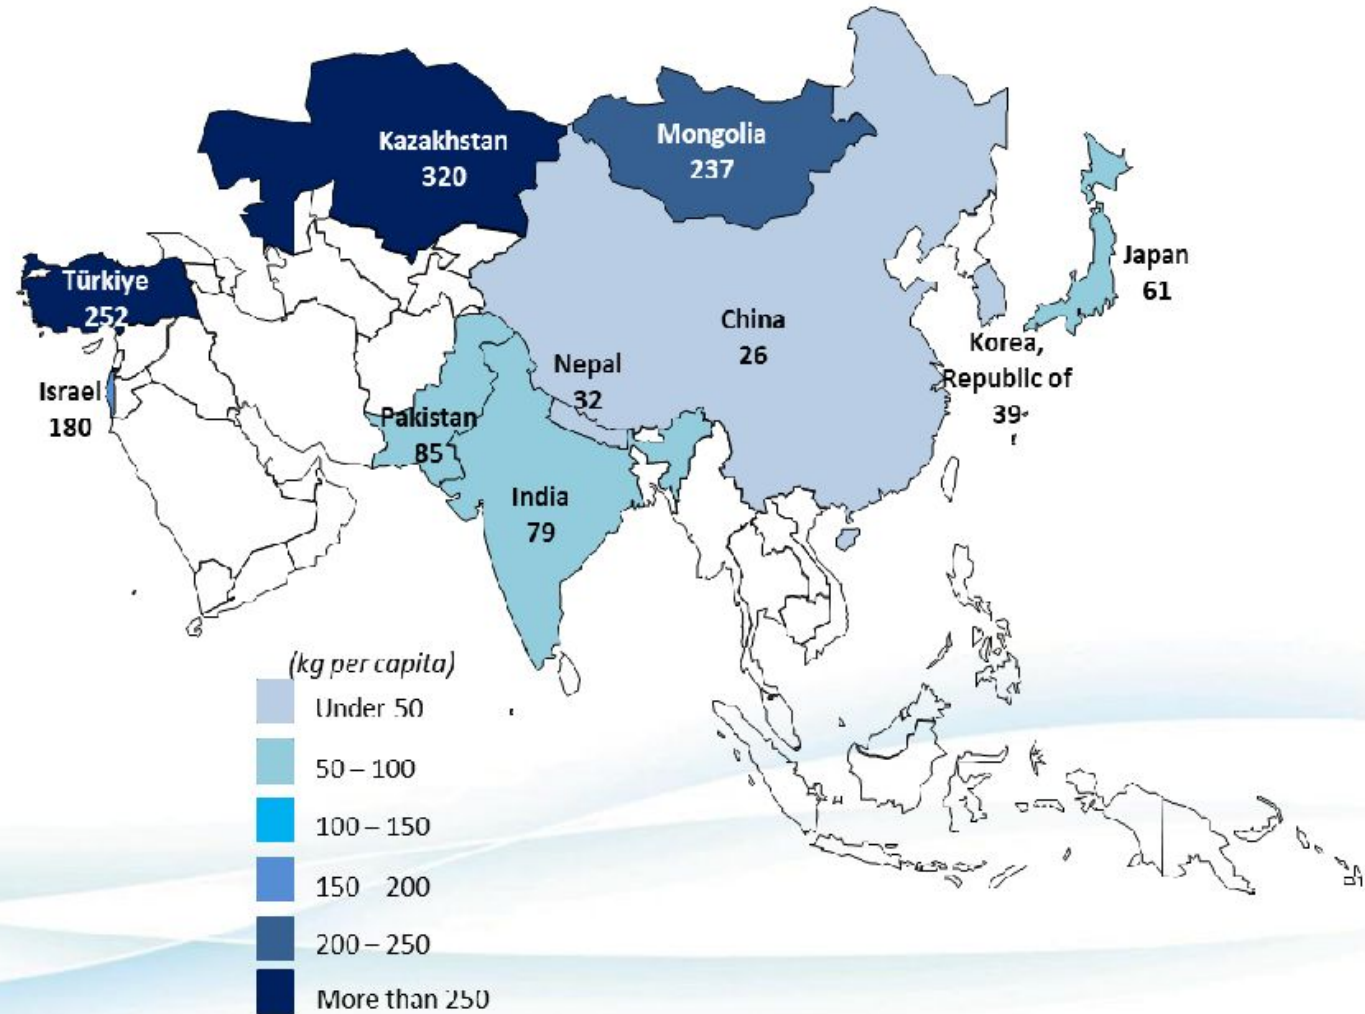 Kazakhstan
320
Mongolia
237
Japan
61
Türkiye
252
China
26
Korea,
Republic of
39
Nepal
32
Israel
180
Pakistan
85
India
79
(kg per capita)
Under 50
50 – 100
100 – 150
150 200
200 – 250
More than 250